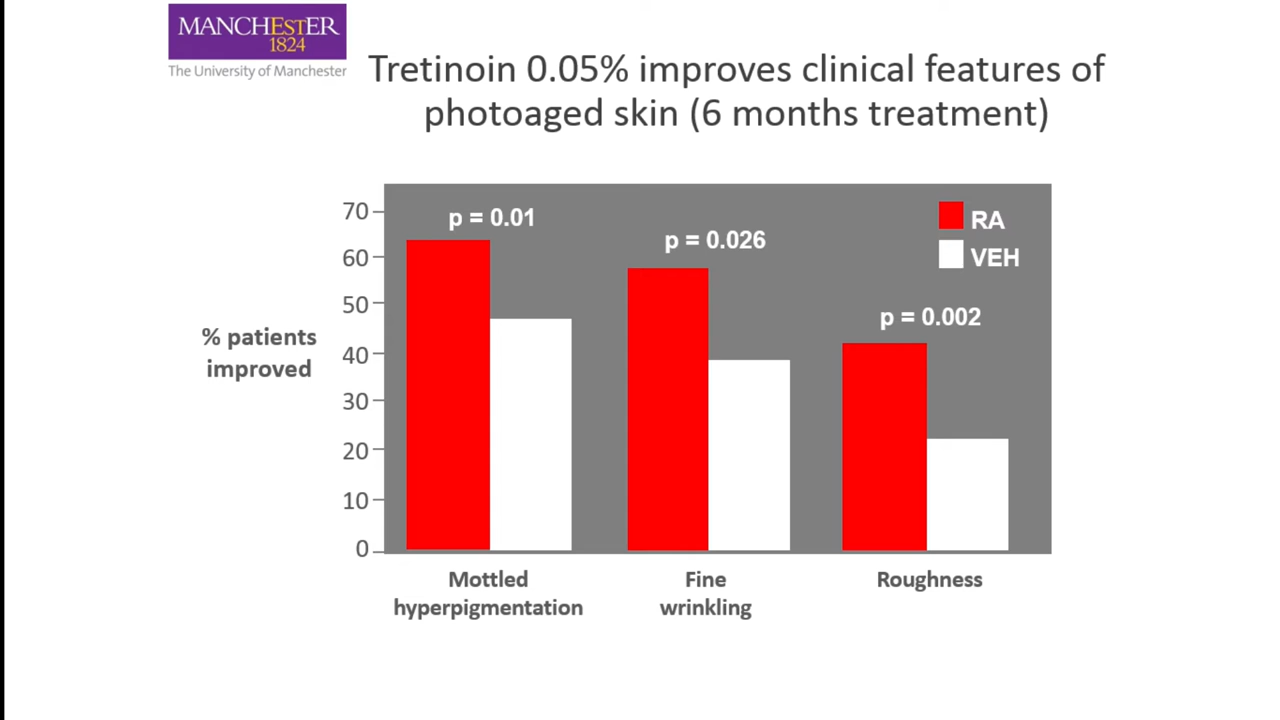 MANCHESTER
1824
The University of Manchester
Tretinoin 0.05% improves clinical features of
photoaged skin (6 months treatment)
% patients
improved
70
60
50
40
30
20
10
0
p = 0.01
p = 0.026
p = 0.002
RA
VEH
Mottled
hyperpigmentation
Fine
wrinkling
Roughness